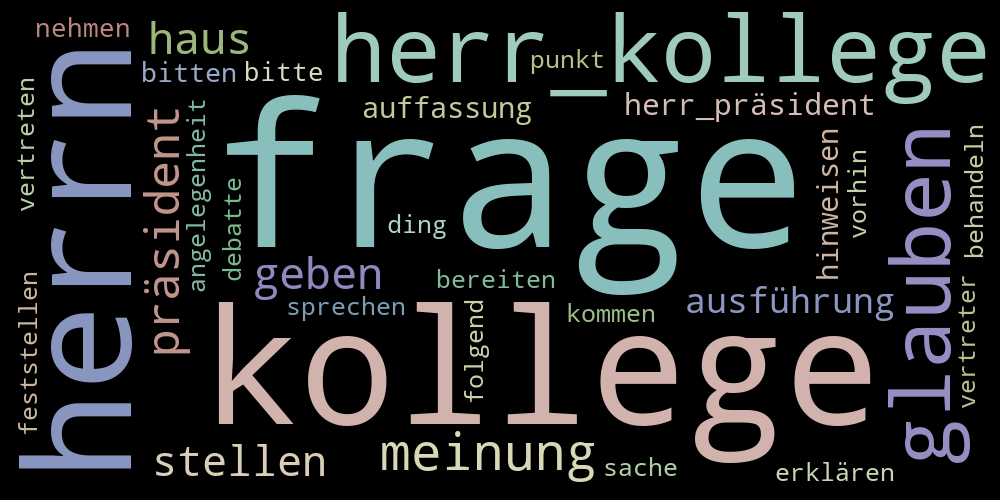 nehmen
haus
herr_kollege
bitten
bitte
punkt
herrn
vertreten
präsident
angelegenheit
auffassung
herr_präsident
frage
debatte
ding
hinweisen
vorhin
glauben
behandeln
geben
bereiten
sprechen
ausführung
kommen
feststellen
kollege
folgend
vertreter
stellen
meinung
sache
erklären